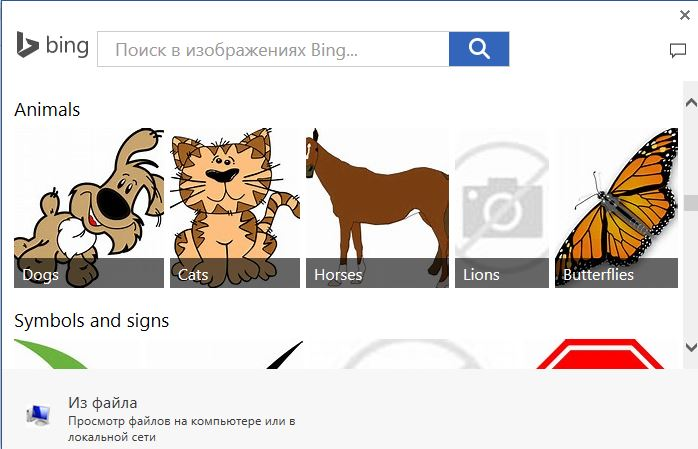 bing
Поиск в изображениях Bing...
Animals
Dogs
Cats
Horses
Lions
Butterflies
Symbols and signs
Из файла
Просмотр файлов на компьютере или в
локальной сети